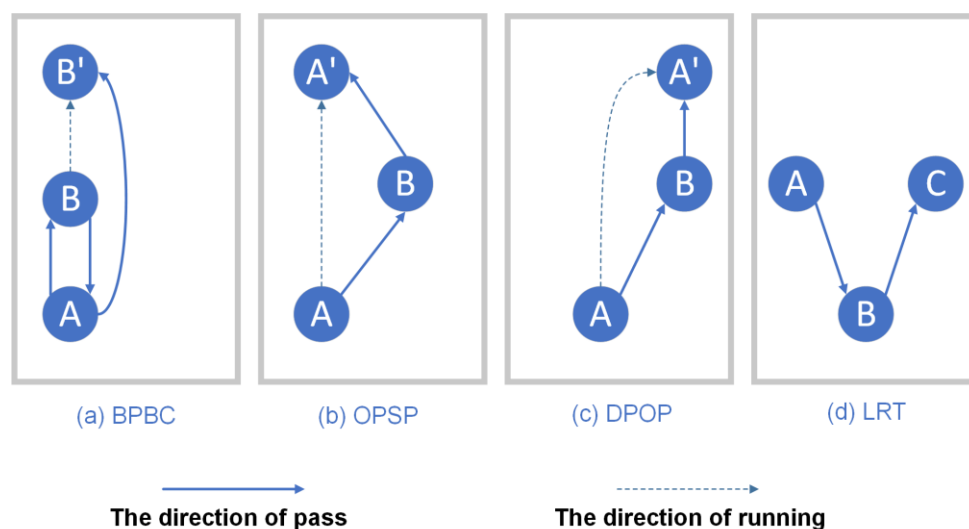 B'
B
A
A'
B
A
A'
B
A
A
C
B
(a) BPBC
(b) OPSP
(c) DPOP
(d) LRT
The direction of pass
The direction of running